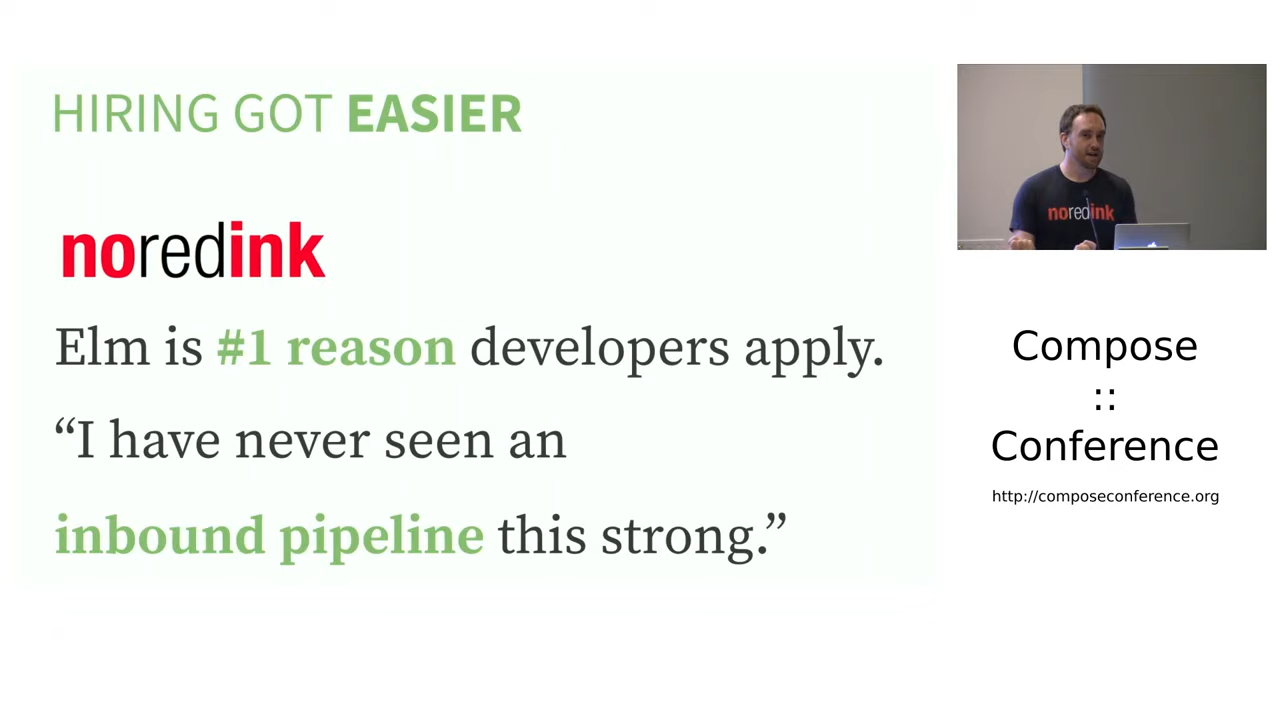 HIRING GOT EASIER
noredink
Elm is #1 reason developers apply.
“I have never seen an
inbound pipeline this strong.”
noredink
Compose
::
Conference
http://composeconference.org